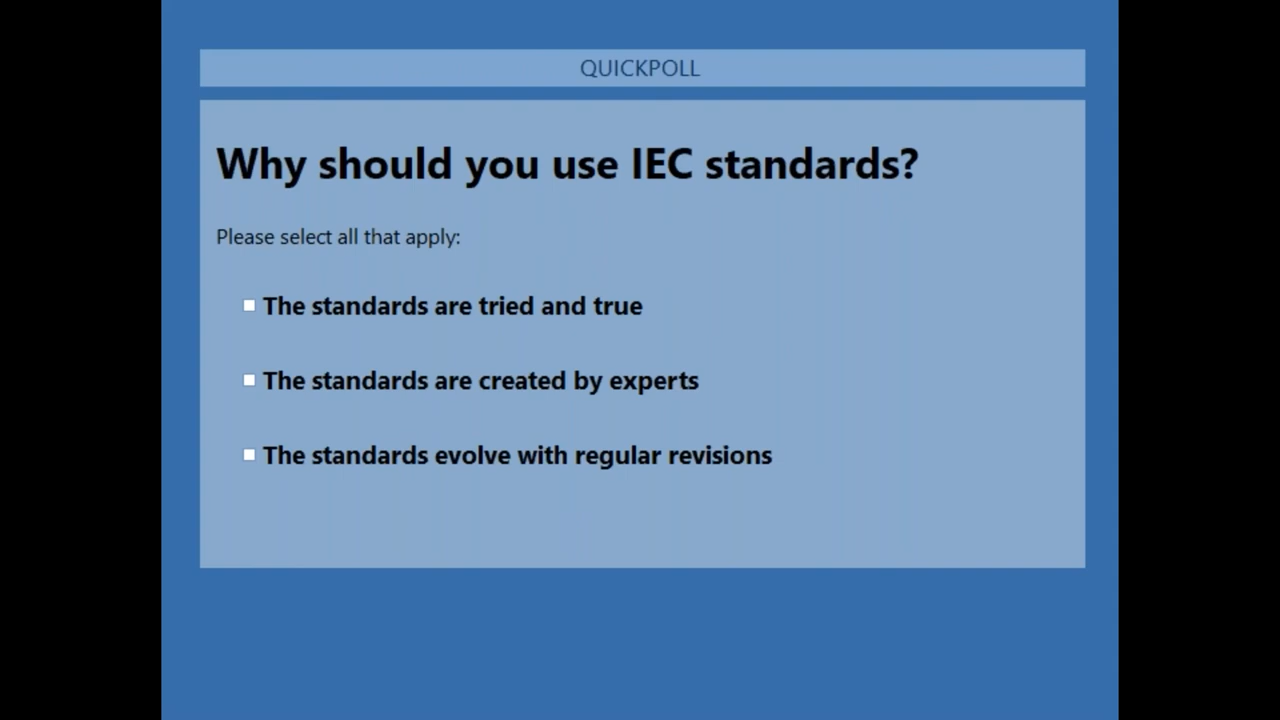 QUICKPOLL
Why should you use IEC standards?
Please select all that apply:
The standards are tried and true
The standards are created by experts
The standards evolve with regular revisions